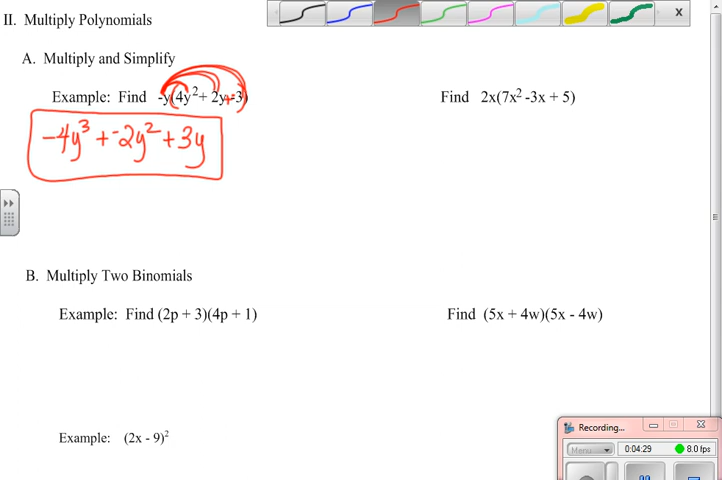 II. Multiply Polynomials
A. Multiply and Simplify
Example: Find -y(4y² + 2y + -3)
Find 2x(7x² -3x + 5)
-4y³ + -2y² + 3y
B. Multiply Two Binomials
Example: Find (2p + 3)(4p + 1)
Find (5x + 4w)(5x - 4w)
Example: (2x - 9)²
Recording...
Menu
0:04:29
8.0 fps
X